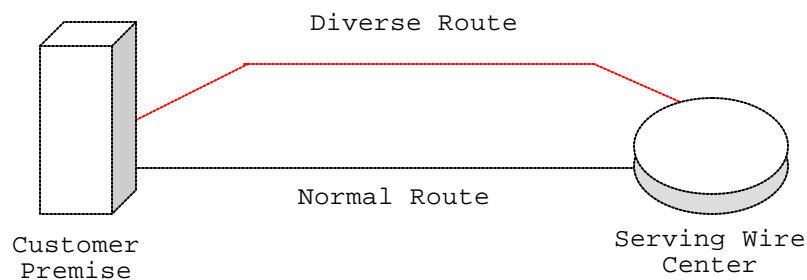 Diverse Route
Normal Route
Customer
Premise
Serving Wire
Center